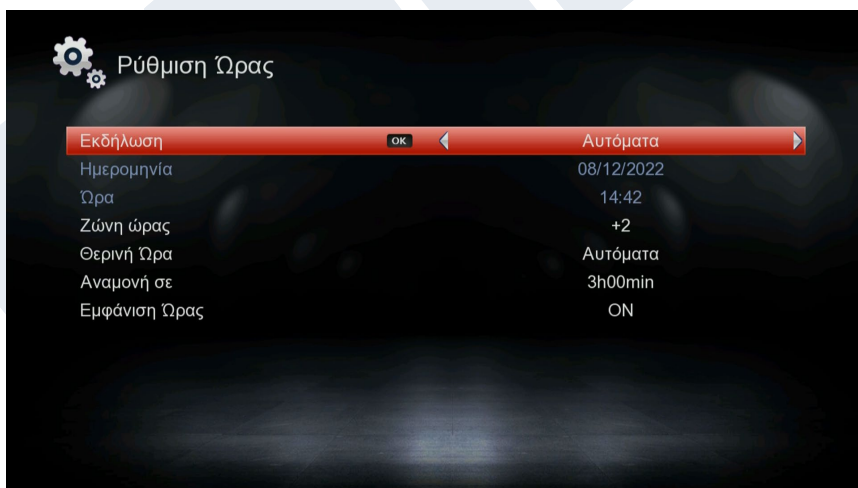 Ρύθμιση Ώρας
Εκδήλωση OK Αυτόματα
Ημερομηνία 08/12/2022
Ώρα 14:42
Ζώνη ώρας +2
Θερινή Ώρα Αυτόματα
Αναμονή σε 3h00min
Εμφάνιση Ώρας ON